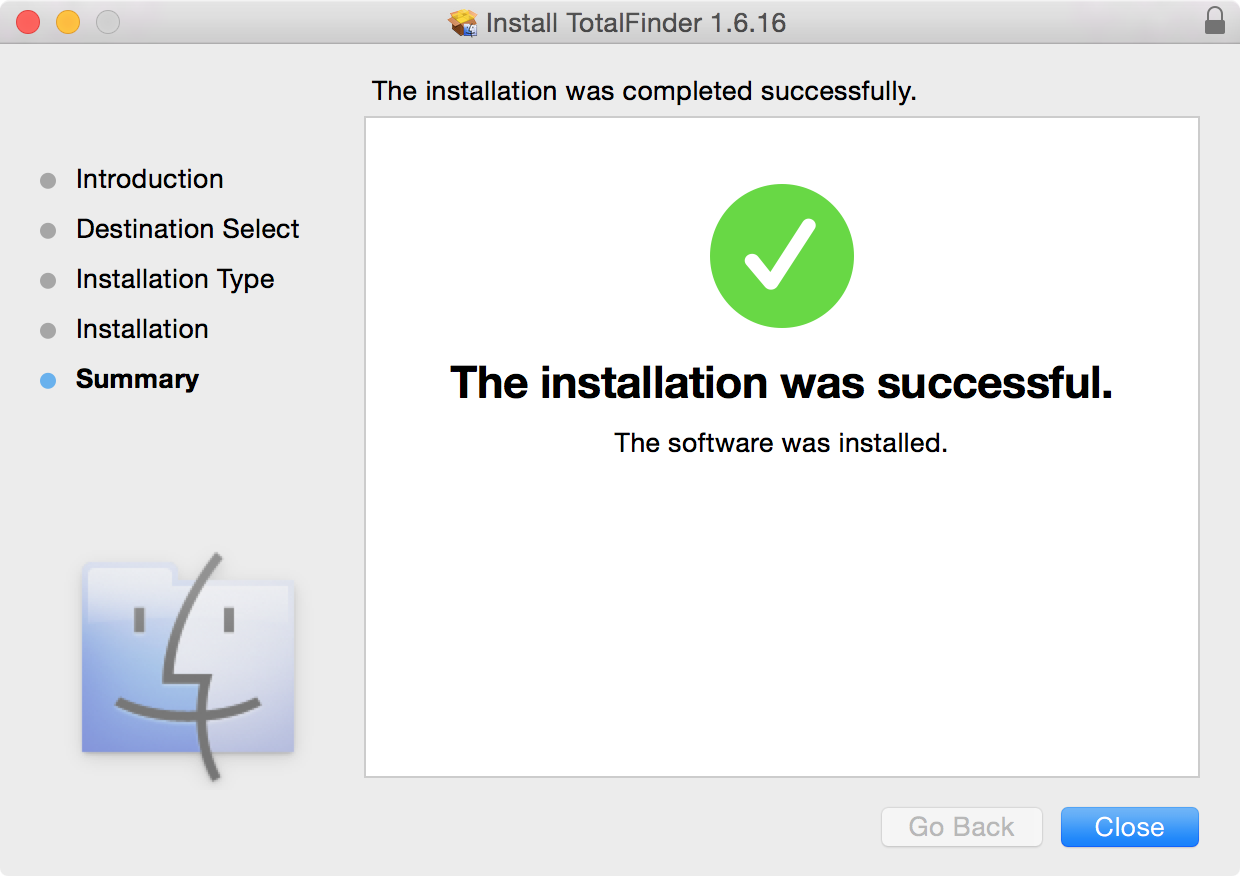 Install TotalFinder 1.6.16
The installation was completed successfully.
Introduction
Destination Select
Installation Type
Installation
Summary
The installation was successful.
The software was installed.
Go Back
Close